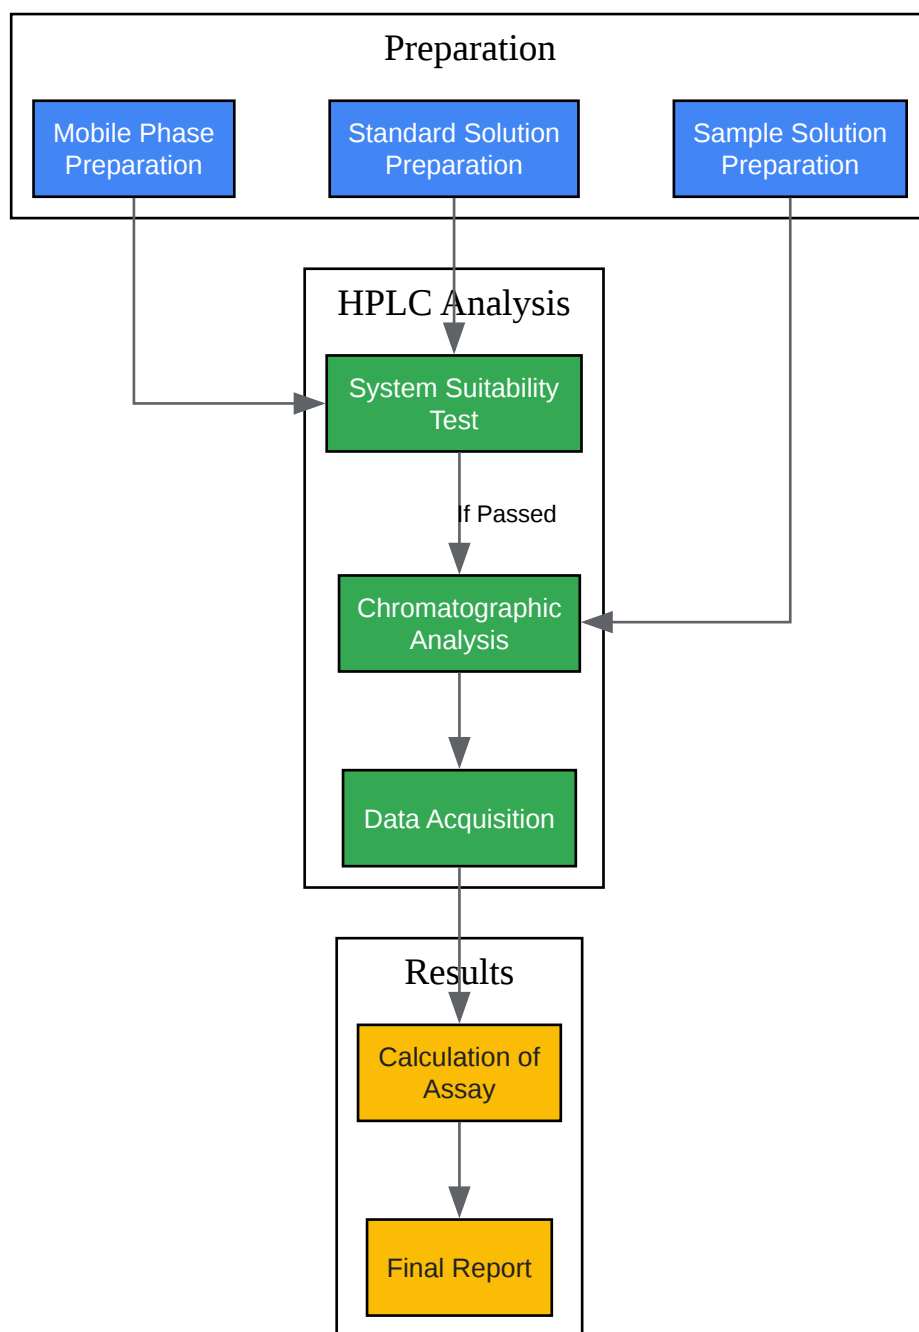 Preparation
Mobile Phase
Preparation
Standard Solution
Preparation
Sample Solution
Preparation
HPLC Analysis
System Suitability
Test
If Passed
Chromatographic
Analysis
Data Acquisition
Results
Calculation of
Assay
Final Report